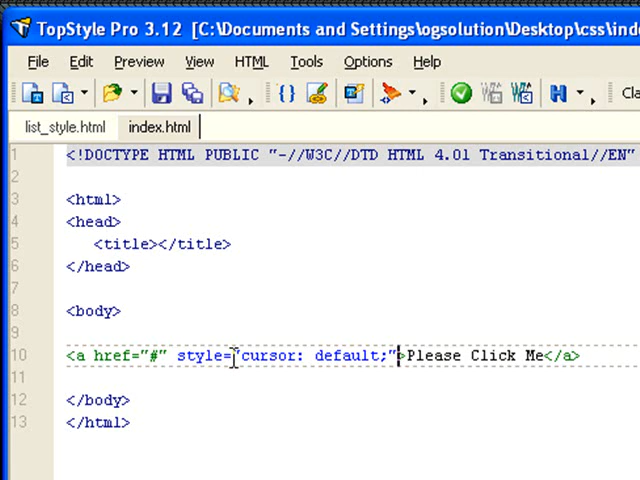 TopStyle Pro 3.12 [C:\Documents and Settings\ogsolution\Desktop\css\inde
File Edit Preview View HTML Tools Options Help
Cla
list_style.html index.html
1 <!DOCTYPE HTML PUBLIC "-//W3C//DTD HTML 4.01 Transitional//EN"
2
3 <html>
4 <head>
5 <title></title>
6 </head>
7
8 <body>
9
10 <a href="#" style="cursor: default;">Please Click Me</a>
11
12 </body>
13 </html>